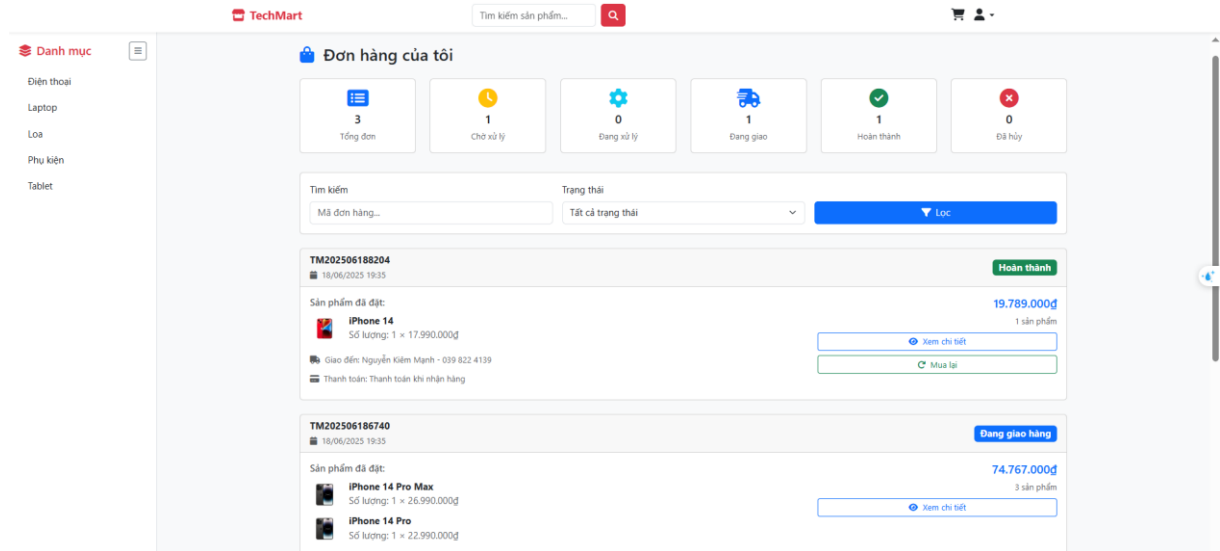 TechMart
Tìm kiếm sản phẩm...
Danh mục
Điện thoại
Laptop
Loa
Phụ kiện
Tablet
Đơn hàng của tôi
3
Tổng đơn
1
Chờ xử lý
0
Đang xử lý
1
Đang giao
1
Hoàn thành
0
Đã hủy
Tìm kiếm
Mã đơn hàng...
Trạng thái
Tất cả trạng thái
Lọc
TM202506188204
18/06/2025 19:35
Hoàn thành
Sản phẩm đã đặt:
iPhone 14
Số lượng: 1 × 17.990.000₫
Giao đến: Nguyễn Kiêm Mạnh - 039 822 4139
Thanh toán: Thanh toán khi nhận hàng
19.789.000₫
1 sản phẩm
Xem chi tiết
Mua lại
TM202506186740
18/06/2025 19:35
Đang giao hàng
Sản phẩm đã đặt:
iPhone 14 Pro Max
Số lượng: 1 × 26.990.000₫
iPhone 14 Pro
Số lượng: 1 × 22.990.000₫
74.767.000₫
3 sản phẩm
Xem chi tiết